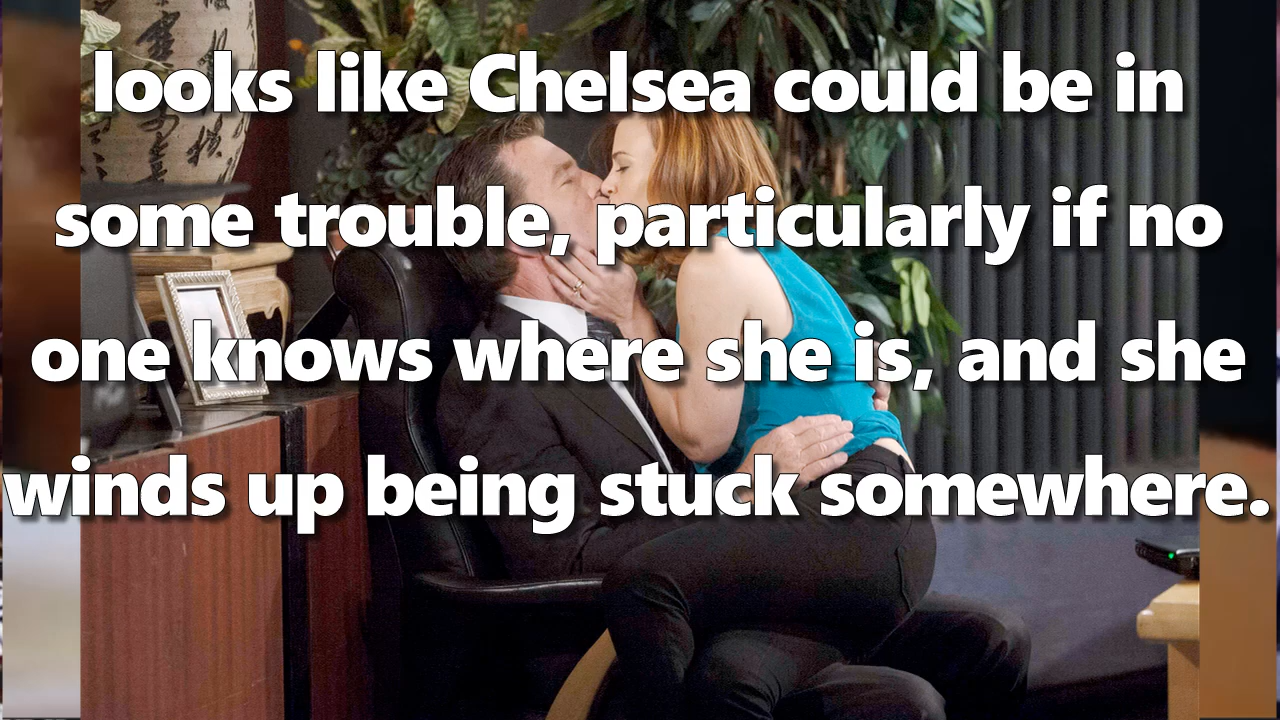 looks like Chelsea could be in
some trouble, particularly if no
one knows where she is, and she
winds up being stuck somewhere.